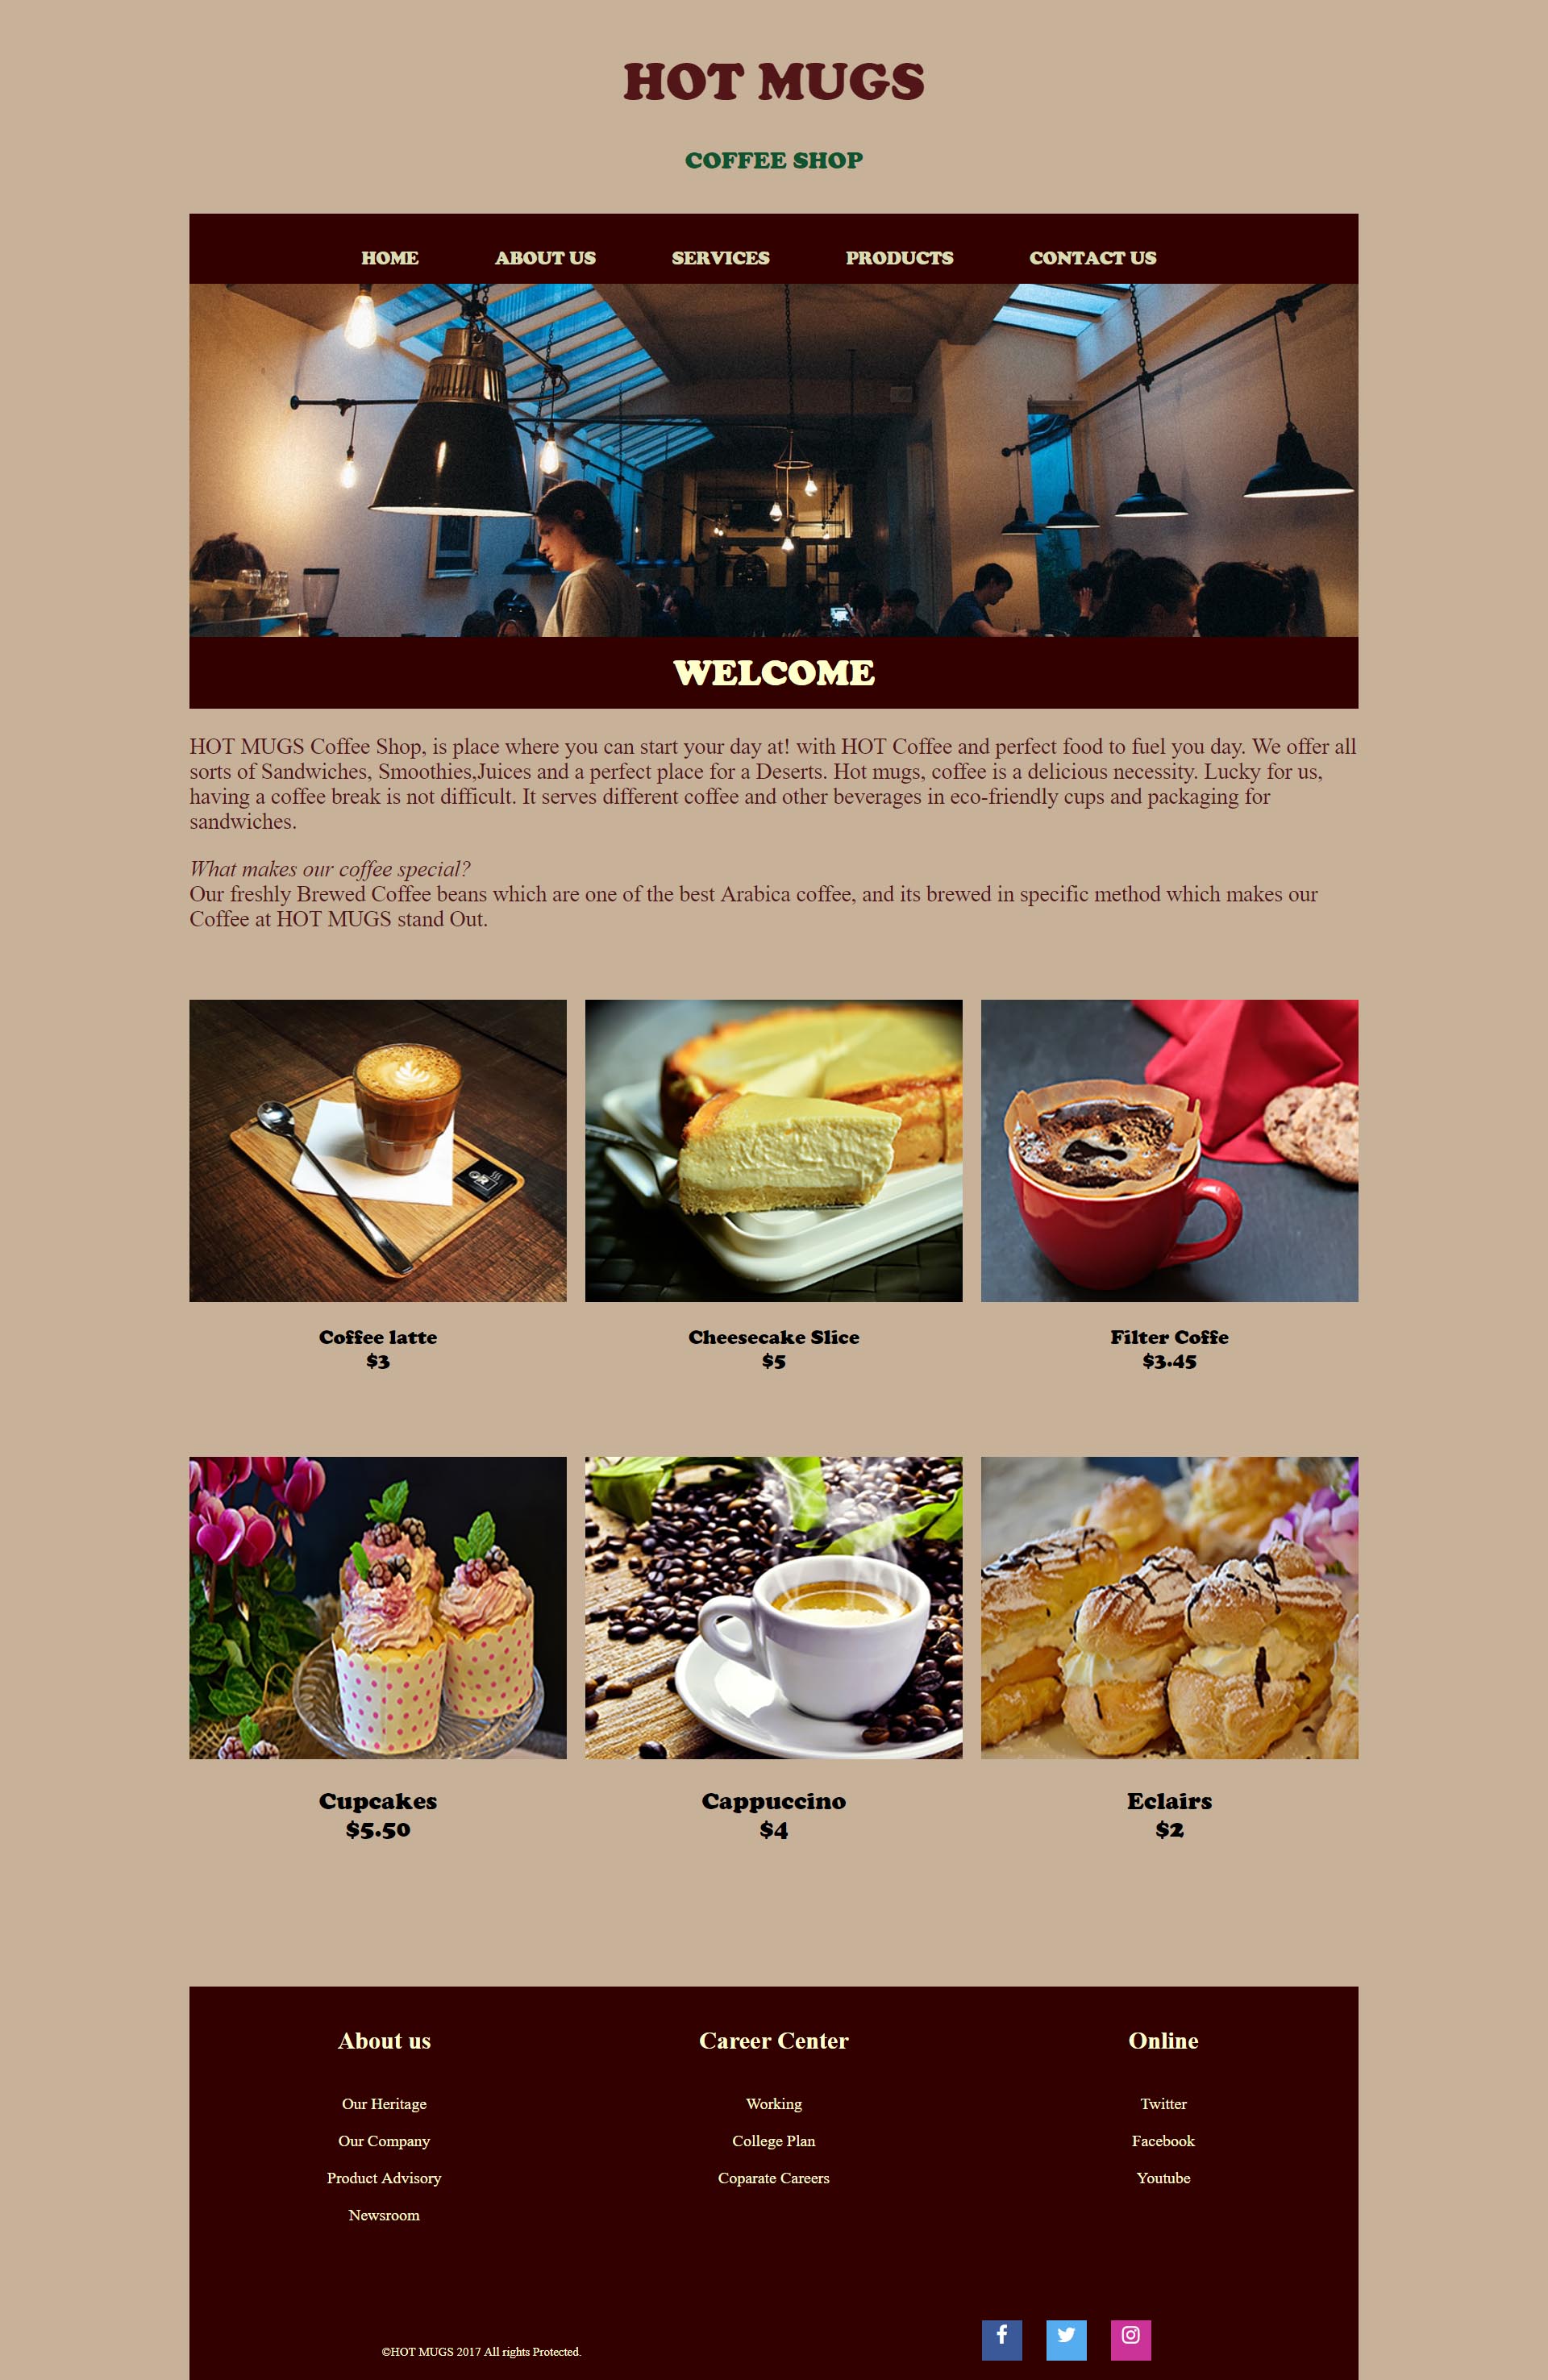 HOT MUGS
COFFEE SHOP
HOME ABOUT US SERVICES PRODUCTS CONTACT US
WELCOME
HOT MUGS Coffee Shop, is place where you can start your day at! with HOT Coffee and perfect food to fuel you day. We offer all
sorts of Sandwiches, Smoothies,Juices and a perfect place for a Deserts. Hot mugs, coffee is a delicious necessity. Lucky for us,
having a coffee break is not difficult. It serves different coffee and other beverages in eco-friendly cups and packaging for
sandwiches.
What makes our coffee special?
Our freshly Brewed Coffee beans which are one of the best Arabica coffee, and its brewed in specific method which makes our
Coffee at HOT MUGS stand Out.
Coffee latte
$3
Cheesecake Slice
$5
Filter Coffe
$3.45
Cupcakes
$5.50
Cappuccino
$4
Eclairs
$2
About us
Our Heritage
Our Company
Product Advisory
Newsroom
Career Center
Working
College Plan
Coparate Careers
Online
Twitter
Facebook
Youtube
©HOT MUGS 2017 All rights Protected.